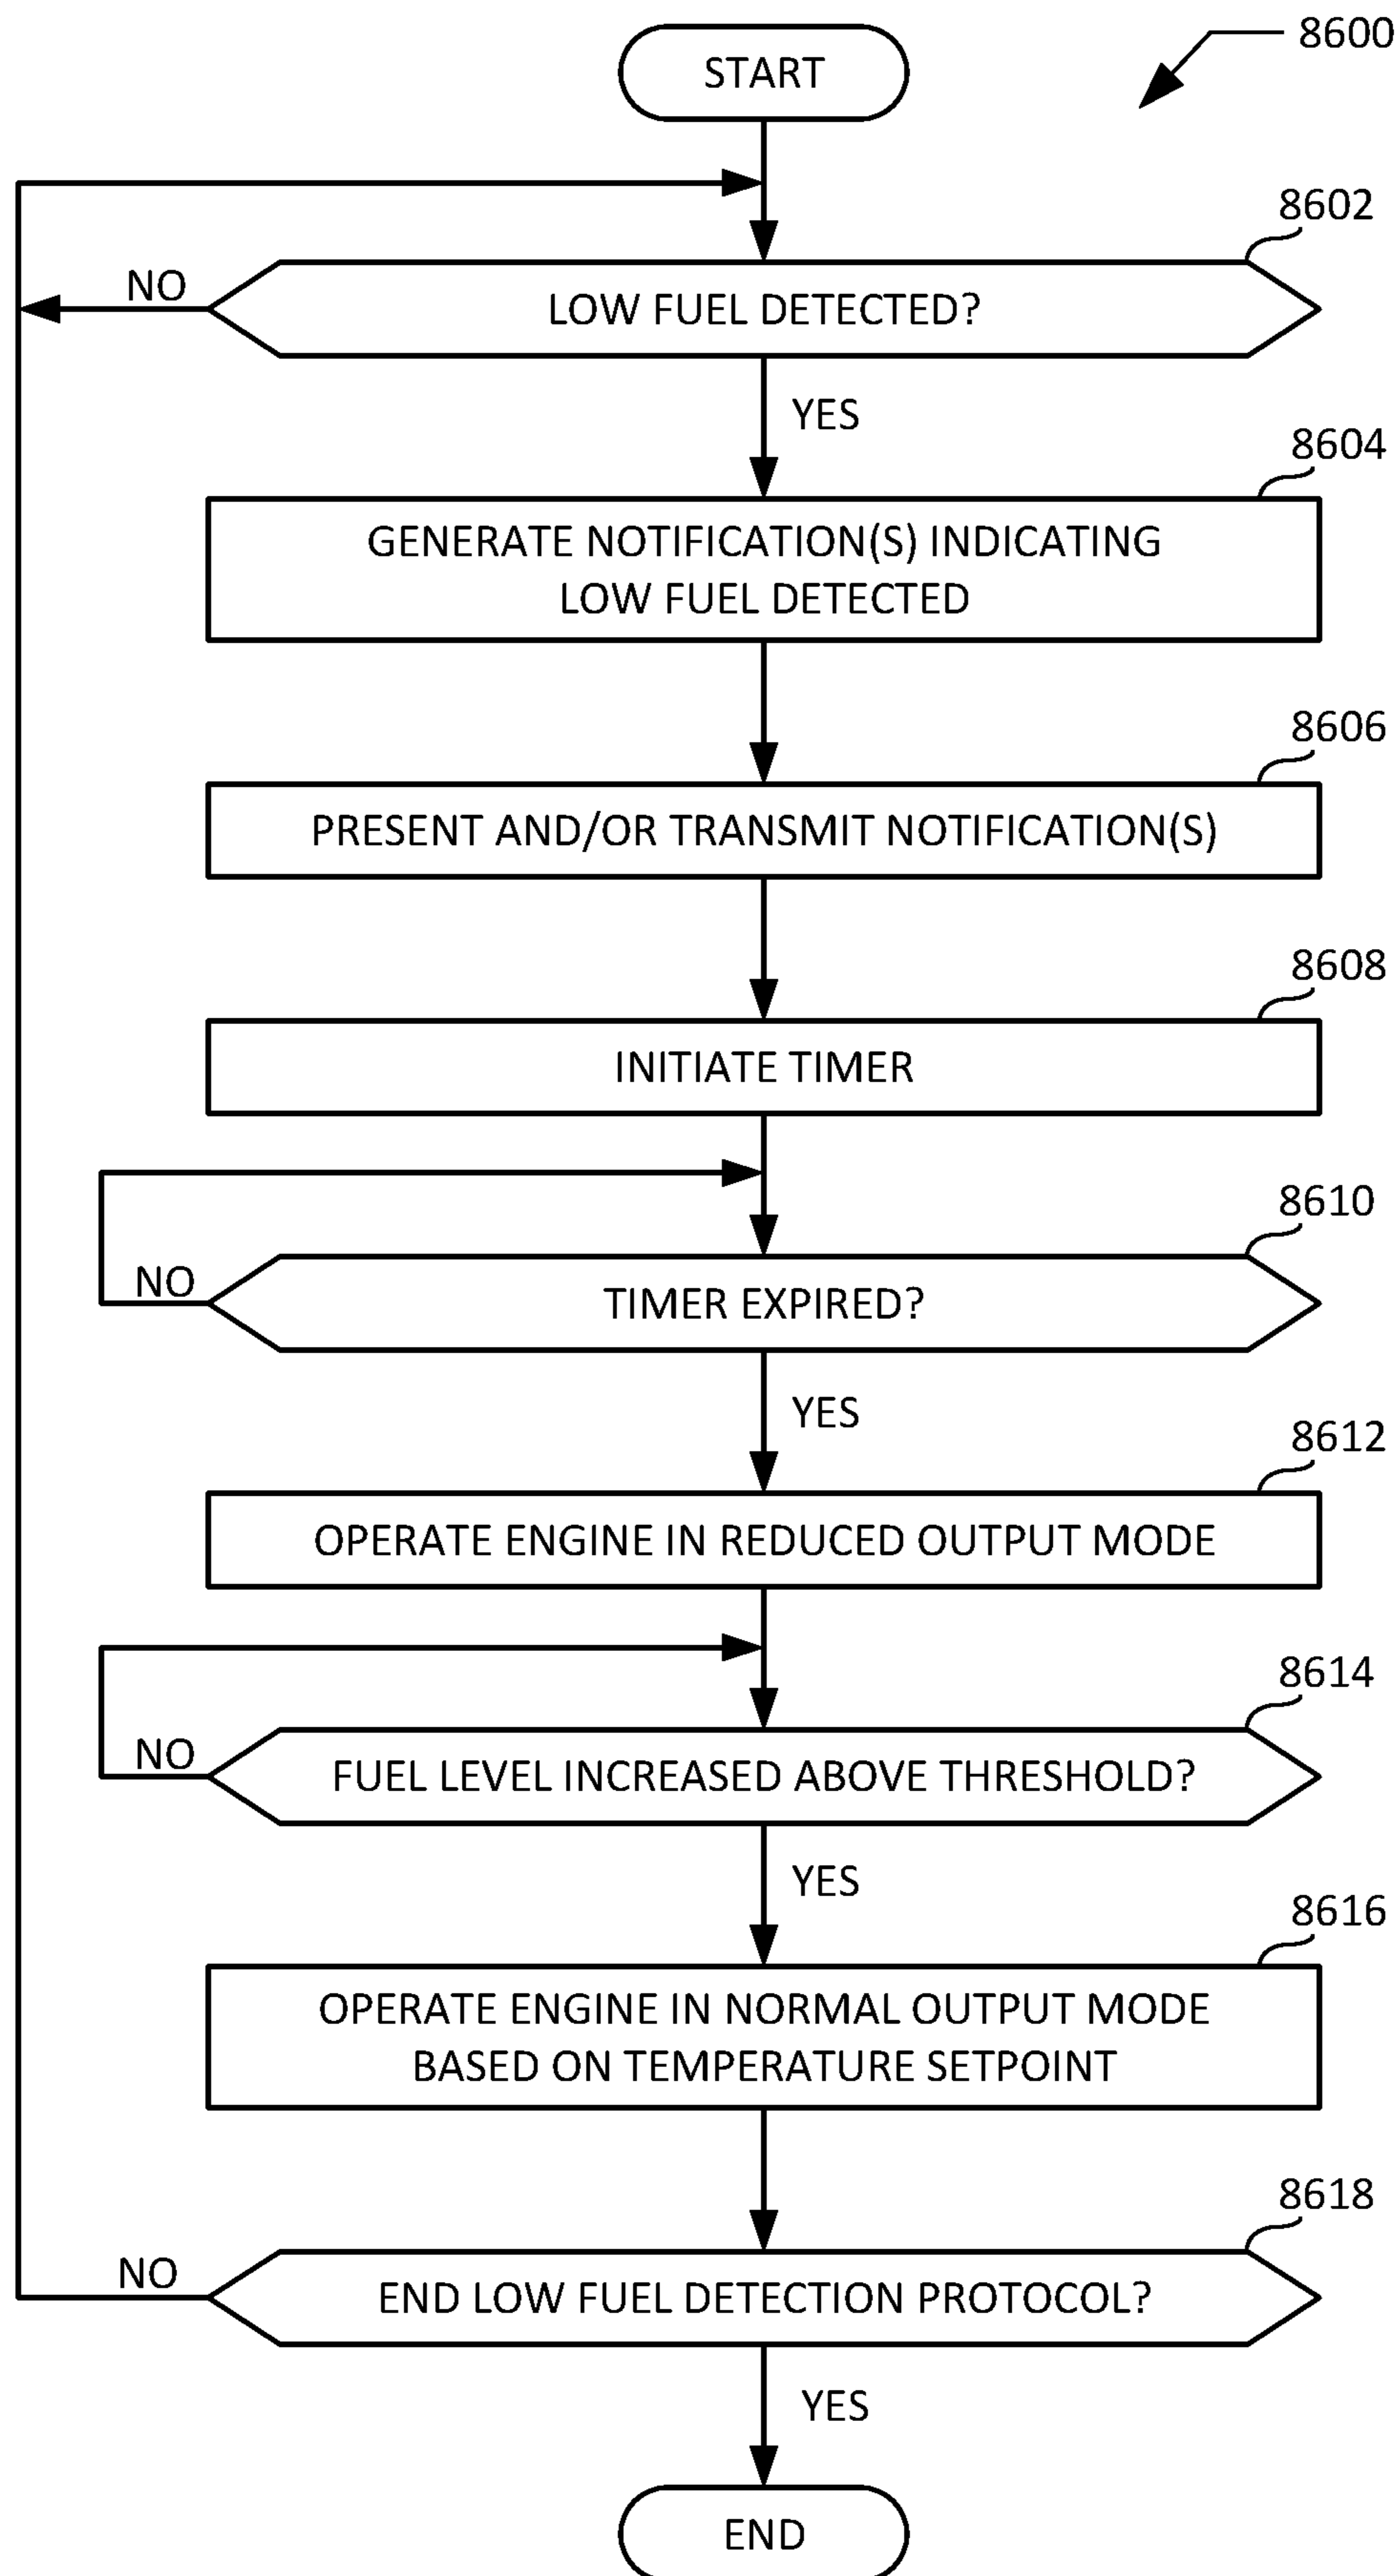 START
8600
8602
NO
LOW FUEL DETECTED?
YES
8604
GENERATE NOTIFICATION(S) INDICATING
LOW FUEL DETECTED
8606
PRESENT AND/OR TRANSMIT NOTIFICATION(S)
8608
INITIATE TIMER
8610
NO
TIMER EXPIRED?
YES
8612
OPERATE ENGINE IN REDUCED OUTPUT MODE
8614
NO
FUEL LEVEL INCREASED ABOVE THRESHOLD?
YES
8616
OPERATE ENGINE IN NORMAL OUTPUT MODE
BASED ON TEMPERATURE SETPOINT
8618
NO
END LOW FUEL DETECTION PROTOCOL?
YES
END